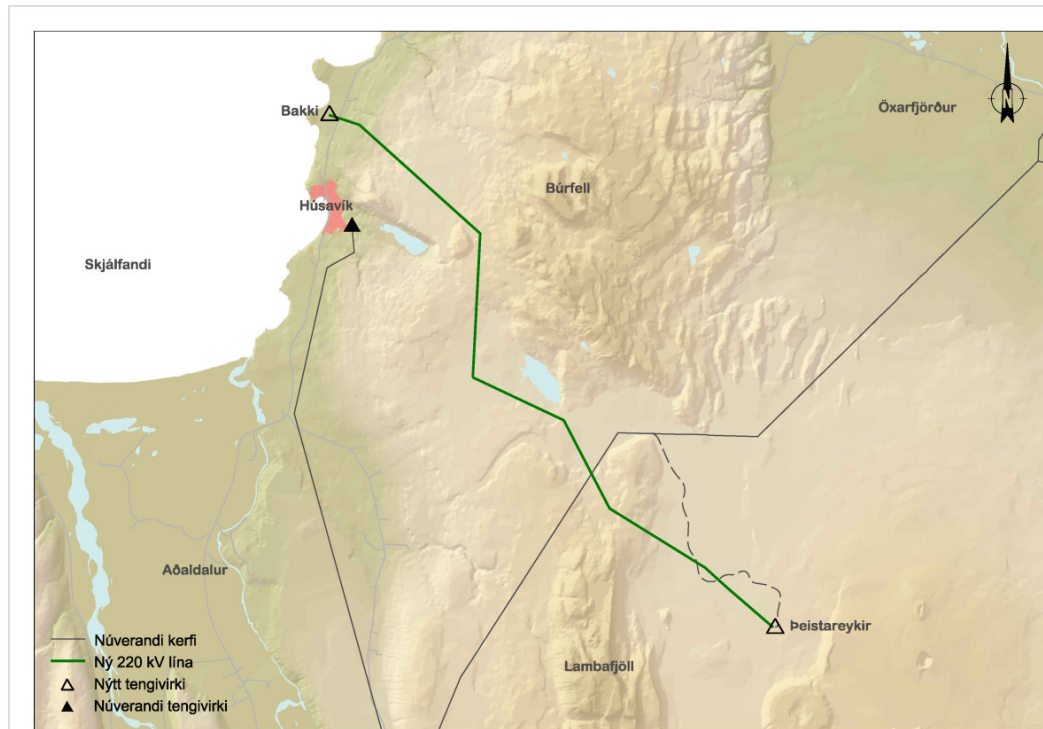 Bakki
Öxarfjörður
N
Búrfell
Húsavík
Skjálfandi
Aðaldalur
Þeistareykir
Lambafjöll
Núverandi kerfi
Ný 220 kV lína
Nýtt tengivirki
Núverandi tengivirki